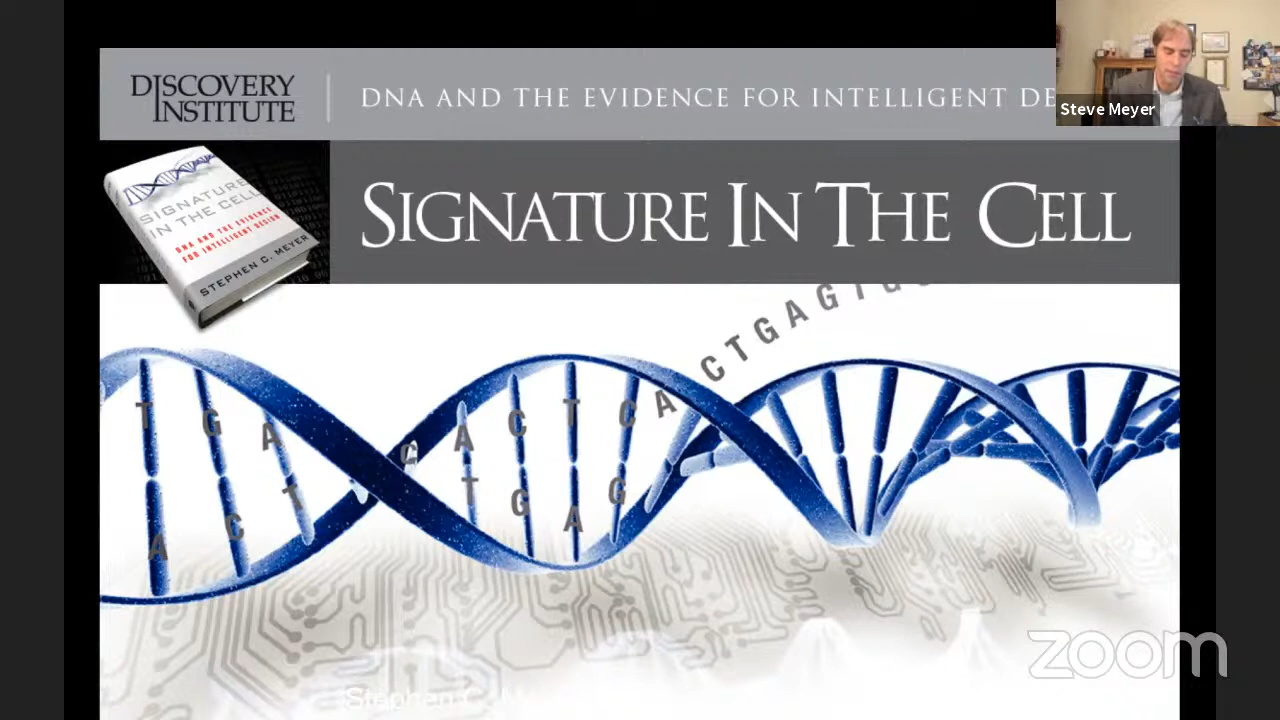 DISCOVERY
INSTITUTE
DNA AND THE EVIDENCE FOR INTELLIGENT DE
Steve Meyer
SIGNATURE
IN THE CELL
DNA AND THE EVIDENCE
FOR INTELLIGENT DESIGN
STEPHEN C. MEYER
SIGNATURE IN THE CELL
A C T G A G T G
T G A C A C T C A
A C T T G A G
zoom
Stephen C.